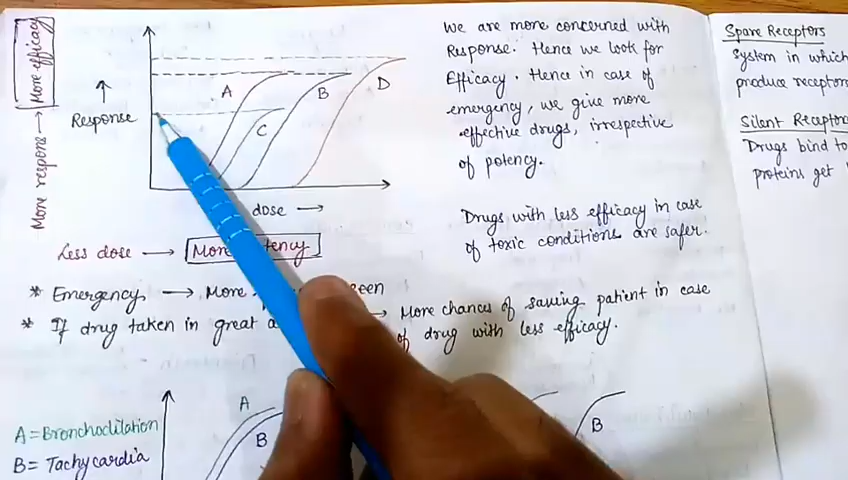 More efficacy
More respons →
Response
A
B
C
D
dose →
Less dose → More tency
* Emergency → More een
* If drug taken in great a → More chances of saving patient in case
of drug with less efficacy.
We are more concerned with
Response. Hence we look for
Efficacy. Hence in case of
emergency, we give more
effective drugs, irrespective
of potency.
Drugs with less efficacy in case
of toxic conditions are safer.
Spare Receptors
System in which
produce receptors
Silent Receptors
Drugs bind to
proteins get
A = Bronchodilation
B = Tachycardia
A
B
B